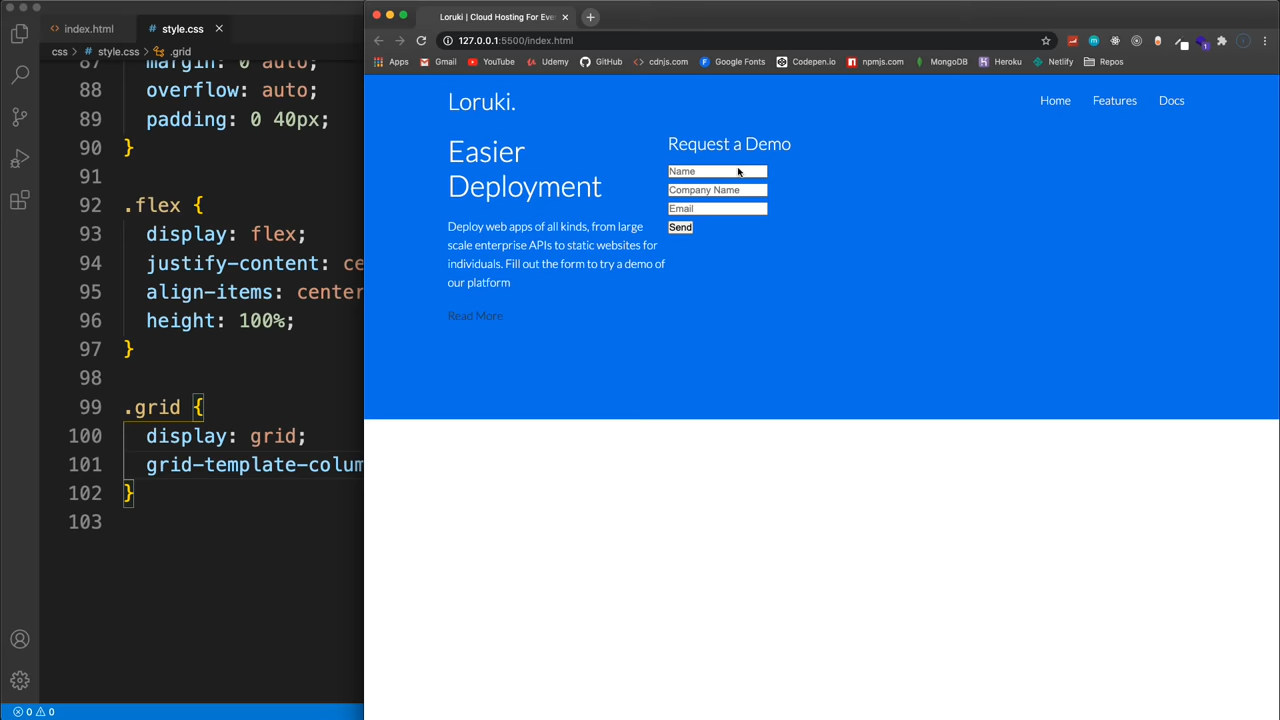 index.html
style.css
css > style.css > .grid
87 margin: 0 auto;
88 overflow: auto;
89 padding: 0 40px;
90 }
91
92 .flex {
93 display: flex;
94 justify-content: ce
95 align-items: center
96 height: 100%;
97 }
98
99 .grid {
100 display: grid;
101 grid-template-colum
102 }
103
0 0
Loruki | Cloud Hosting For Eve
127.0.0.1:5500/index.html
Apps Gmail YouTube Udemy GitHub cdnjs.com Google Fonts Codepen.io npmjs.com MongoDB Heroku Netlify Repos
Loruki.
Home Features Docs
Easier
Deployment
Deploy web apps of all kinds, from large
scale enterprise APIs to static websites for
individuals. Fill out the form to try a demo of
our platform
Read More
Request a Demo
Name
Company Name
Email
Send